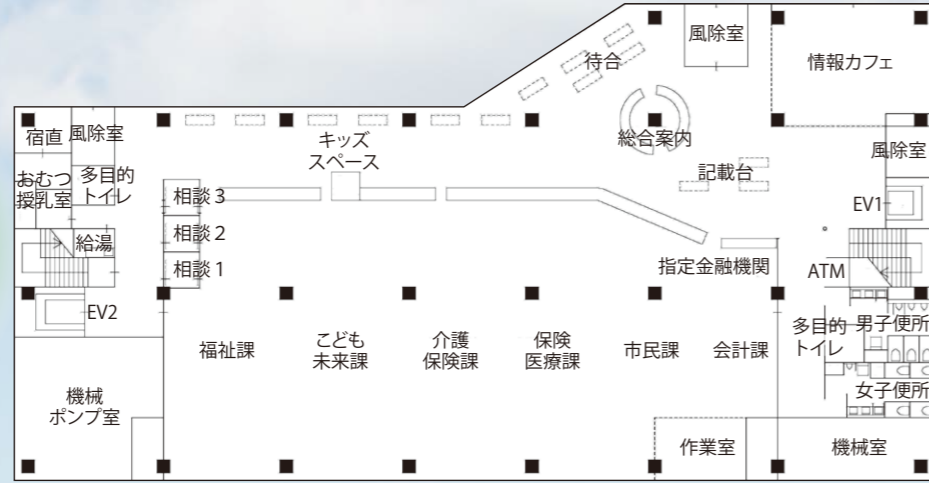 風除室
待合
情報カフェ
宿直
風除室
キッズ
スペース
総合案内
風除室
おむつ
授乳室
多目的
トイレ
記載台
相談3
EV1
相談2
給湯
相談1
指定金融機関
ATM
EV2
福祉課
こども
未来課
介護
保険課
保険
医療課
市民課
会計課
多目的
トイレ
男子便所
女子便所
機械
ポンプ室
作業室
機械室